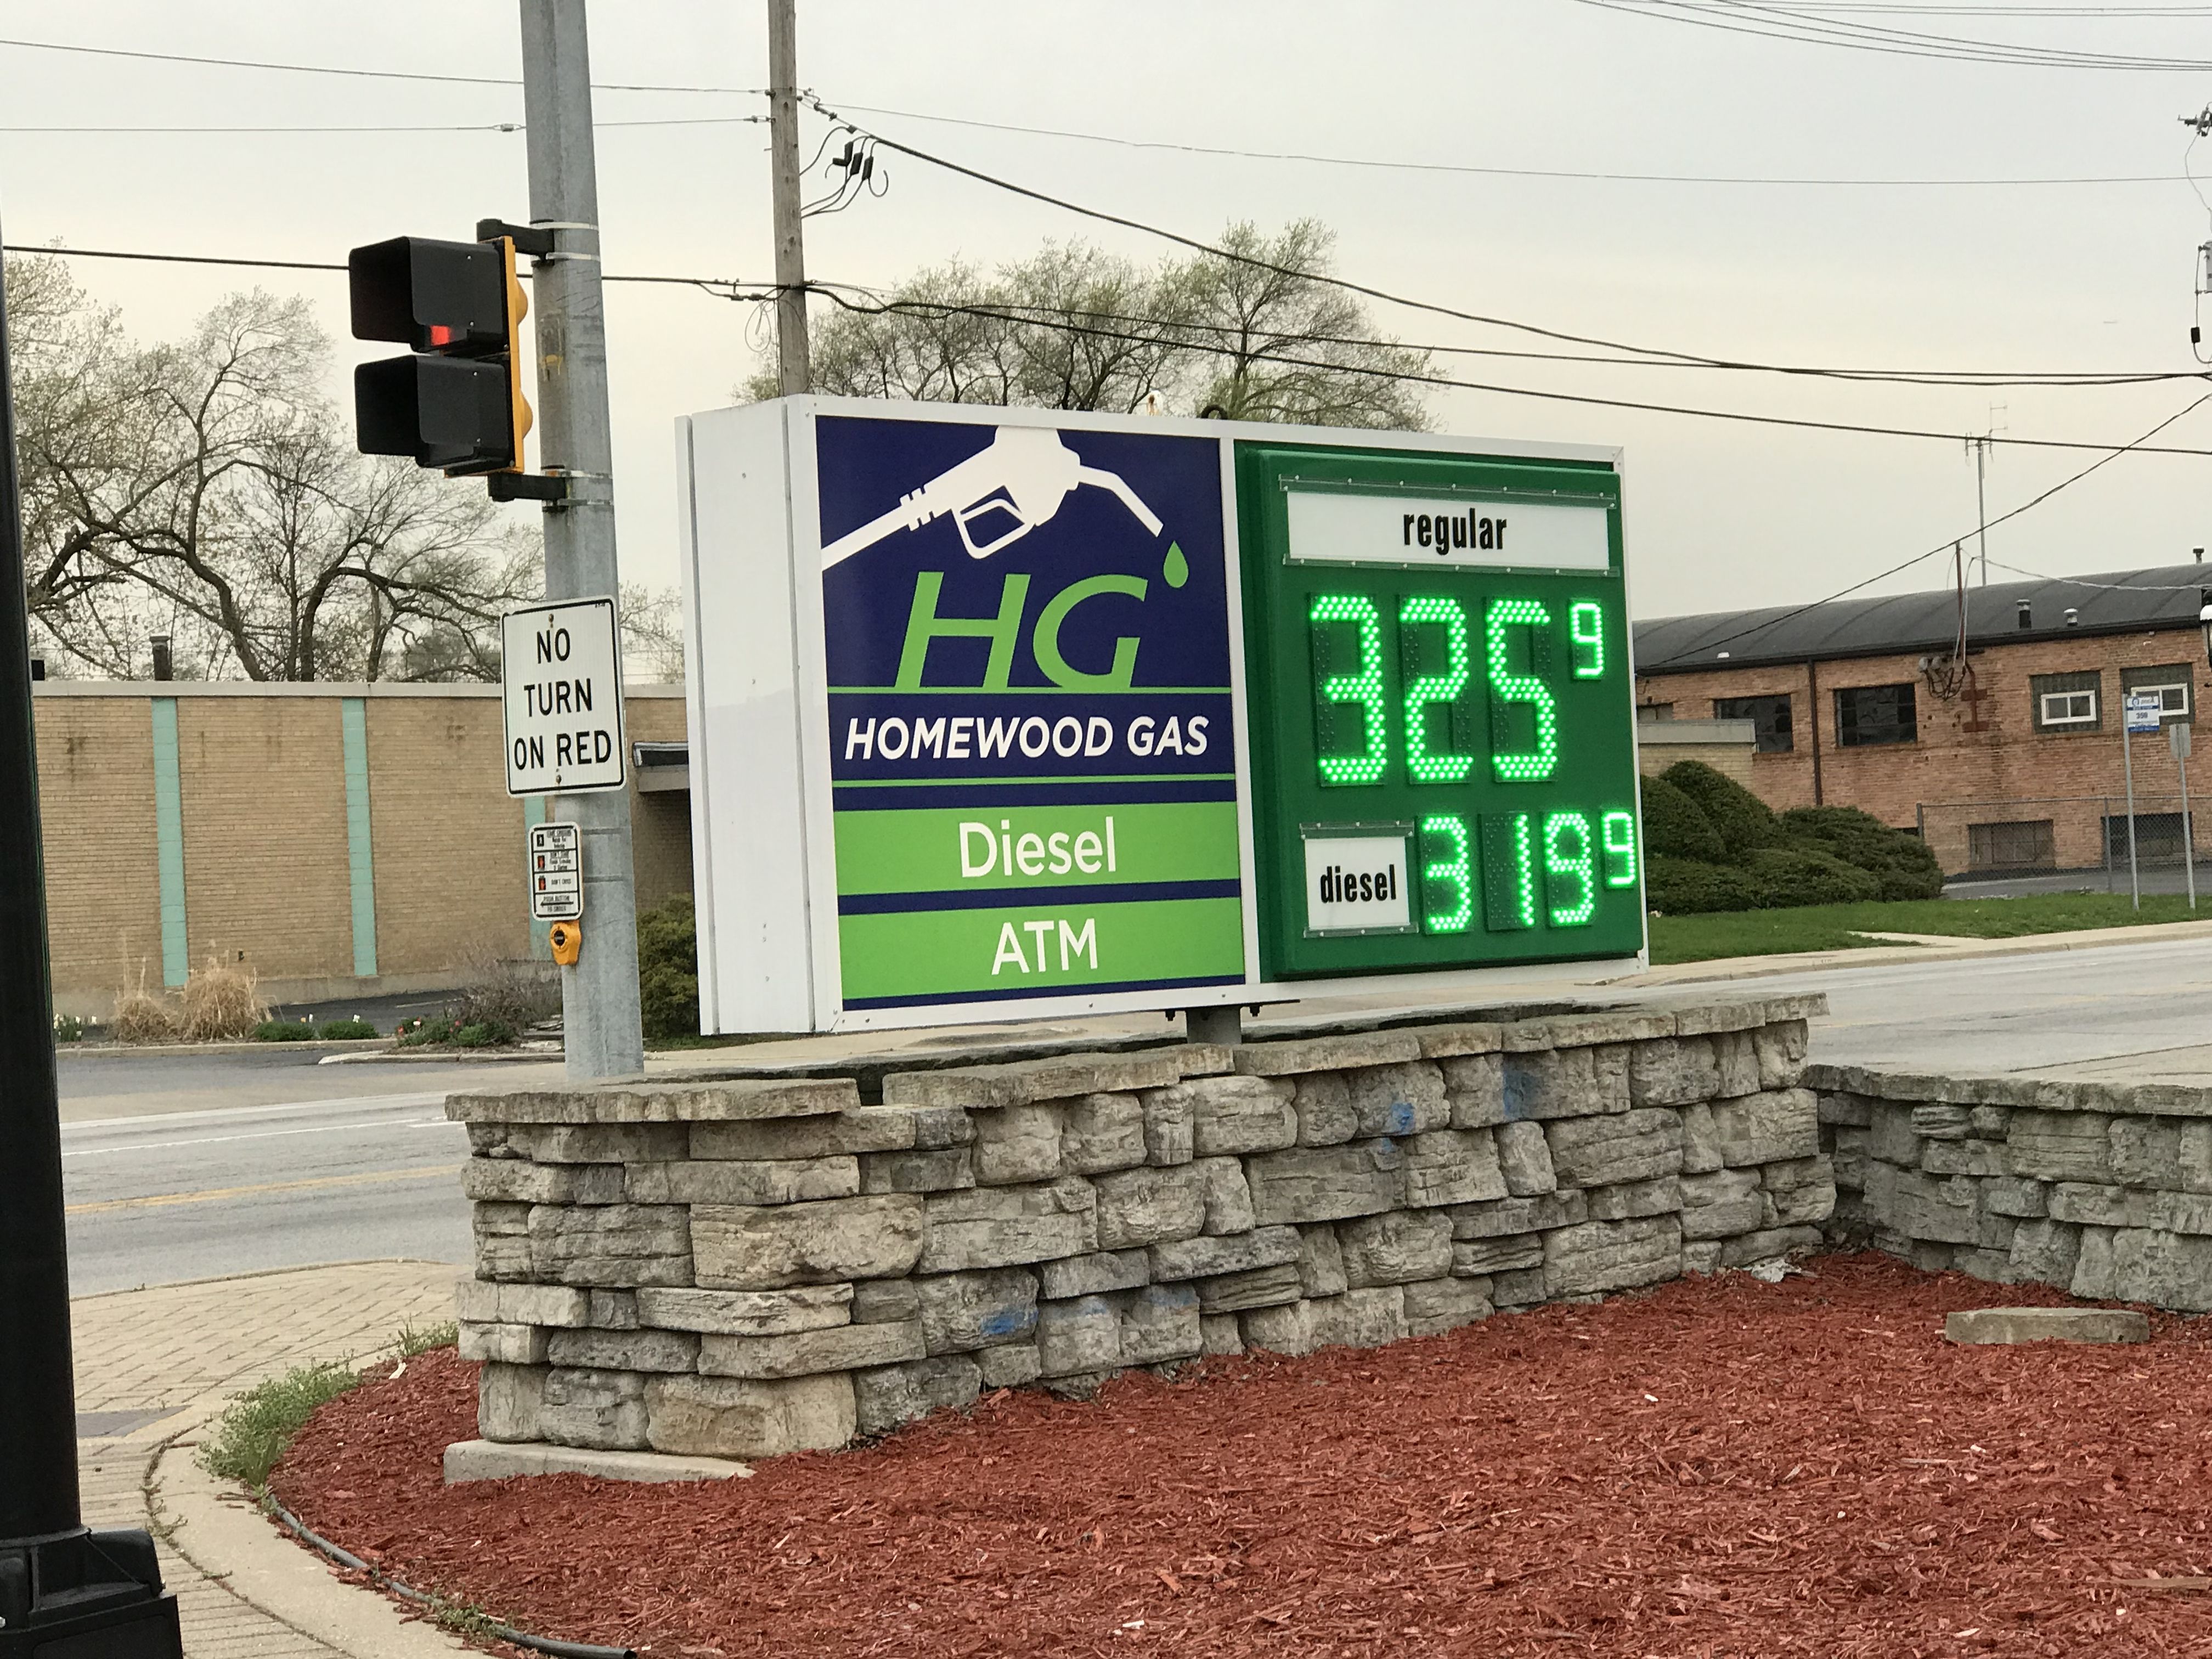 NO
TURN
ON RED
HG
HOMEWOOD GAS
Diesel
ATM
regular
325 9
diesel
319 9